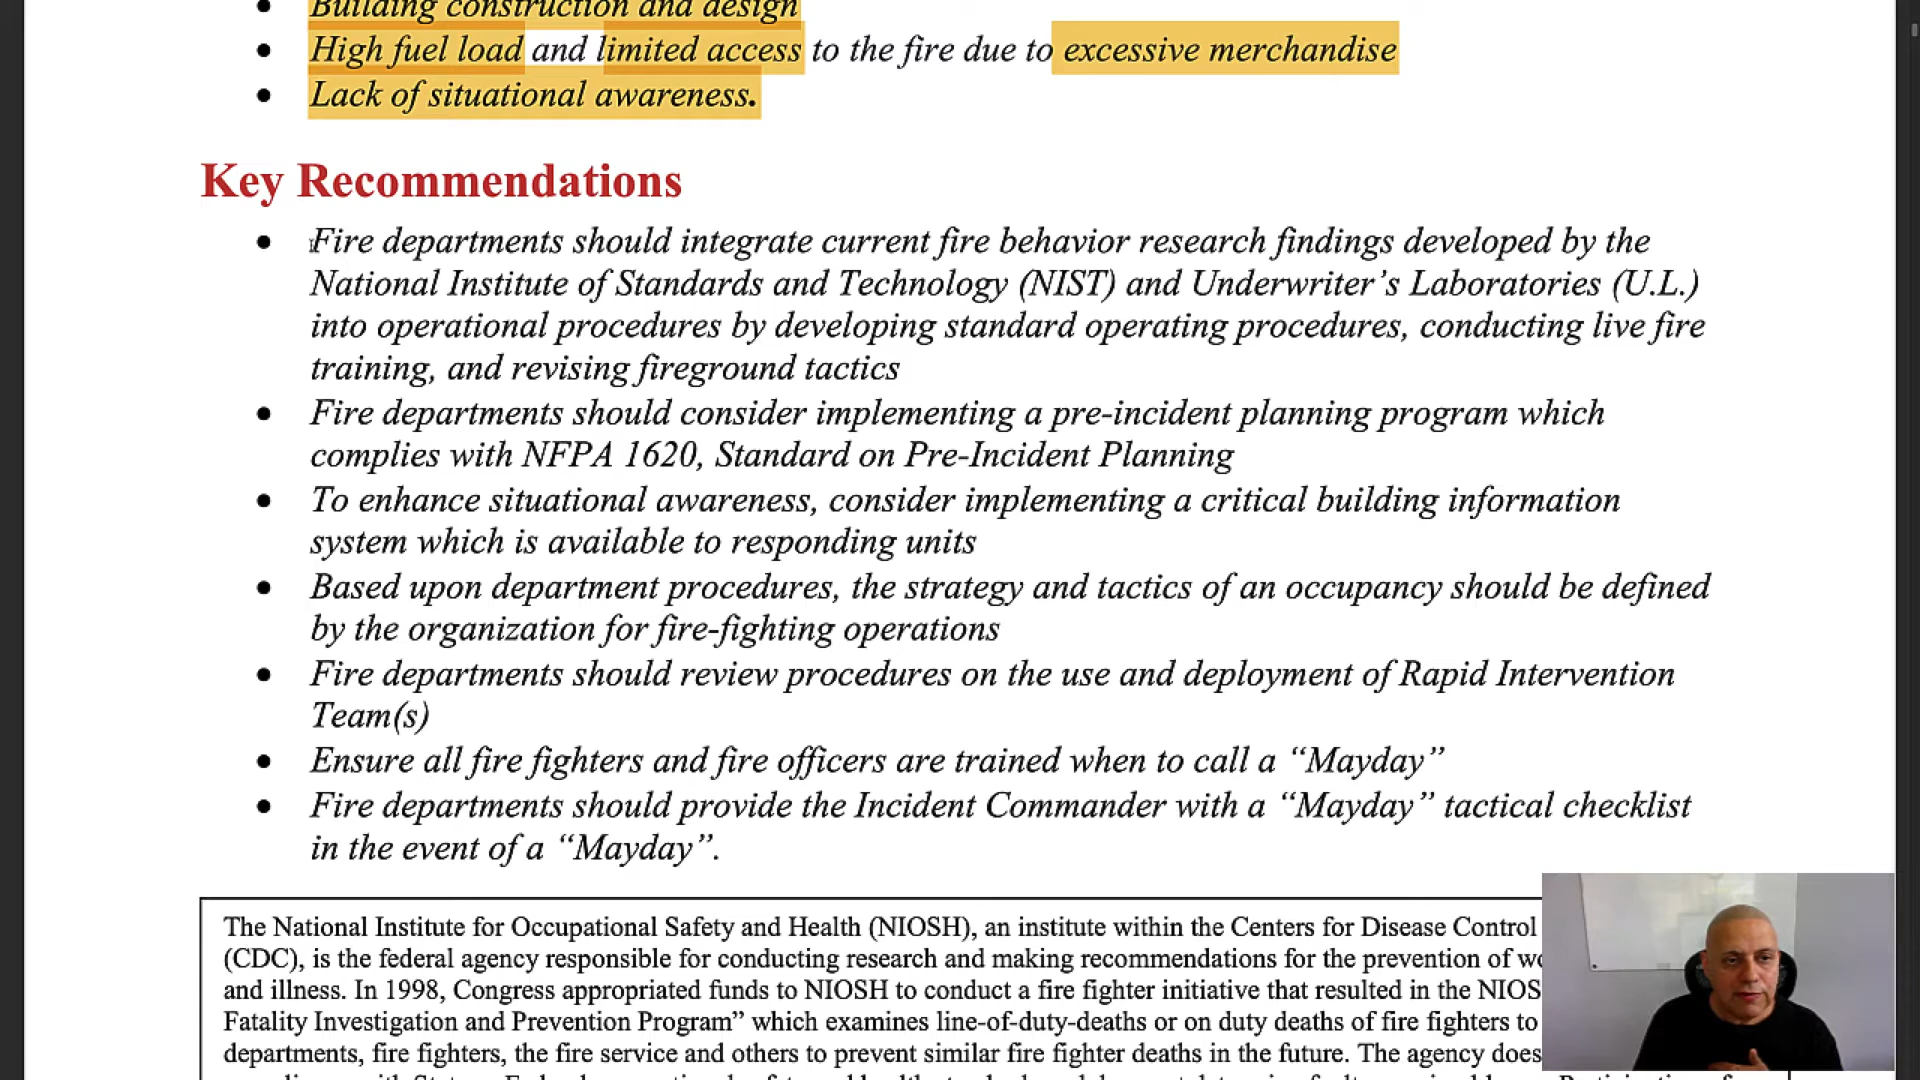 Building construction and design
High fuel load and limited access to the fire due to excessive merchandise
Lack of situational awareness.
Key Recommendations
Fire departments should integrate current fire behavior research findings developed by the
National Institute of Standards and Technology (NIST) and Underwriter’s Laboratories (U.L.)
into operational procedures by developing standard operating procedures, conducting live fire
training, and revising fireground tactics
Fire departments should consider implementing a pre-incident planning program which
complies with NFPA 1620, Standard on Pre-Incident Planning
To enhance situational awareness, consider implementing a critical building information
system which is available to responding units
Based upon department procedures, the strategy and tactics of an occupancy should be defined
by the organization for fire-fighting operations
Fire departments should review procedures on the use and deployment of Rapid Intervention
Team(s)
Ensure all fire fighters and fire officers are trained when to call a “Mayday”
Fire departments should provide the Incident Commander with a “Mayday” tactical checklist
in the event of a “Mayday”.
The National Institute for Occupational Safety and Health (NIOSH), an institute within the Centers for Disease Control
(CDC), is the federal agency responsible for conducting research and making recommendations for the prevention of
and illness. In 1998, Congress appropriated funds to NIOSH to conduct a fire fighter initiative that resulted in the NIOS
Fatality Investigation and Prevention Program” which examines line-of-duty-deaths or on duty deaths of fire fighters to
departments, fire fighters, the fire service and others to prevent similar fire fighter deaths in the future. The agency does